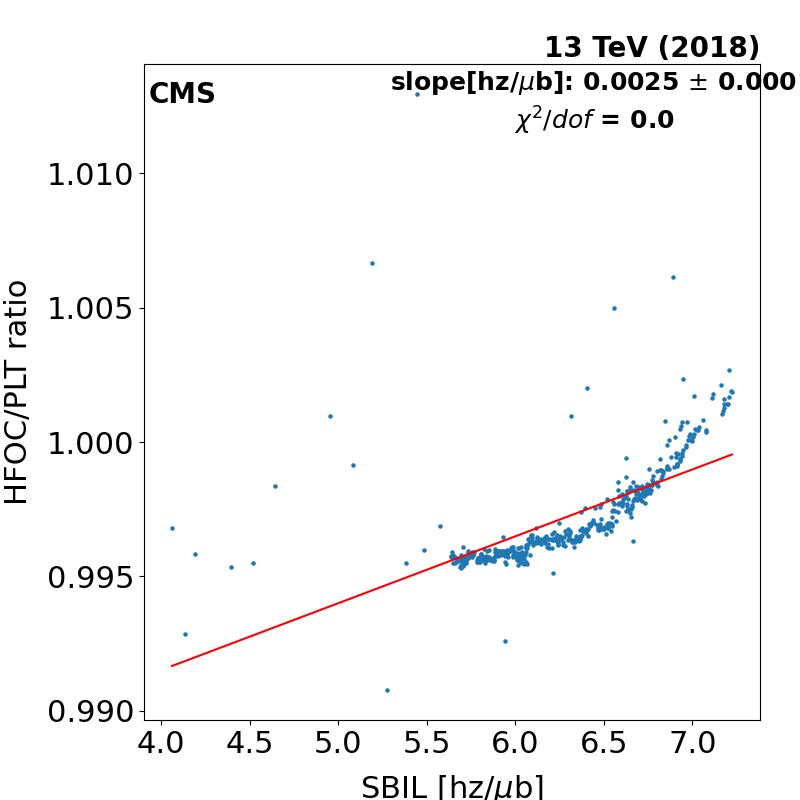 13 TeV (2018)
CMS
slope[hz/μb]: 0.0025 ± 0.000
χ²/dof = 0.0
HFOC/PLT ratio
1.010
1.005
1.000
0.995
0.990
4.0 4.5 5.0 5.5 6.0 6.5 7.0
SBIL [hz/μb]